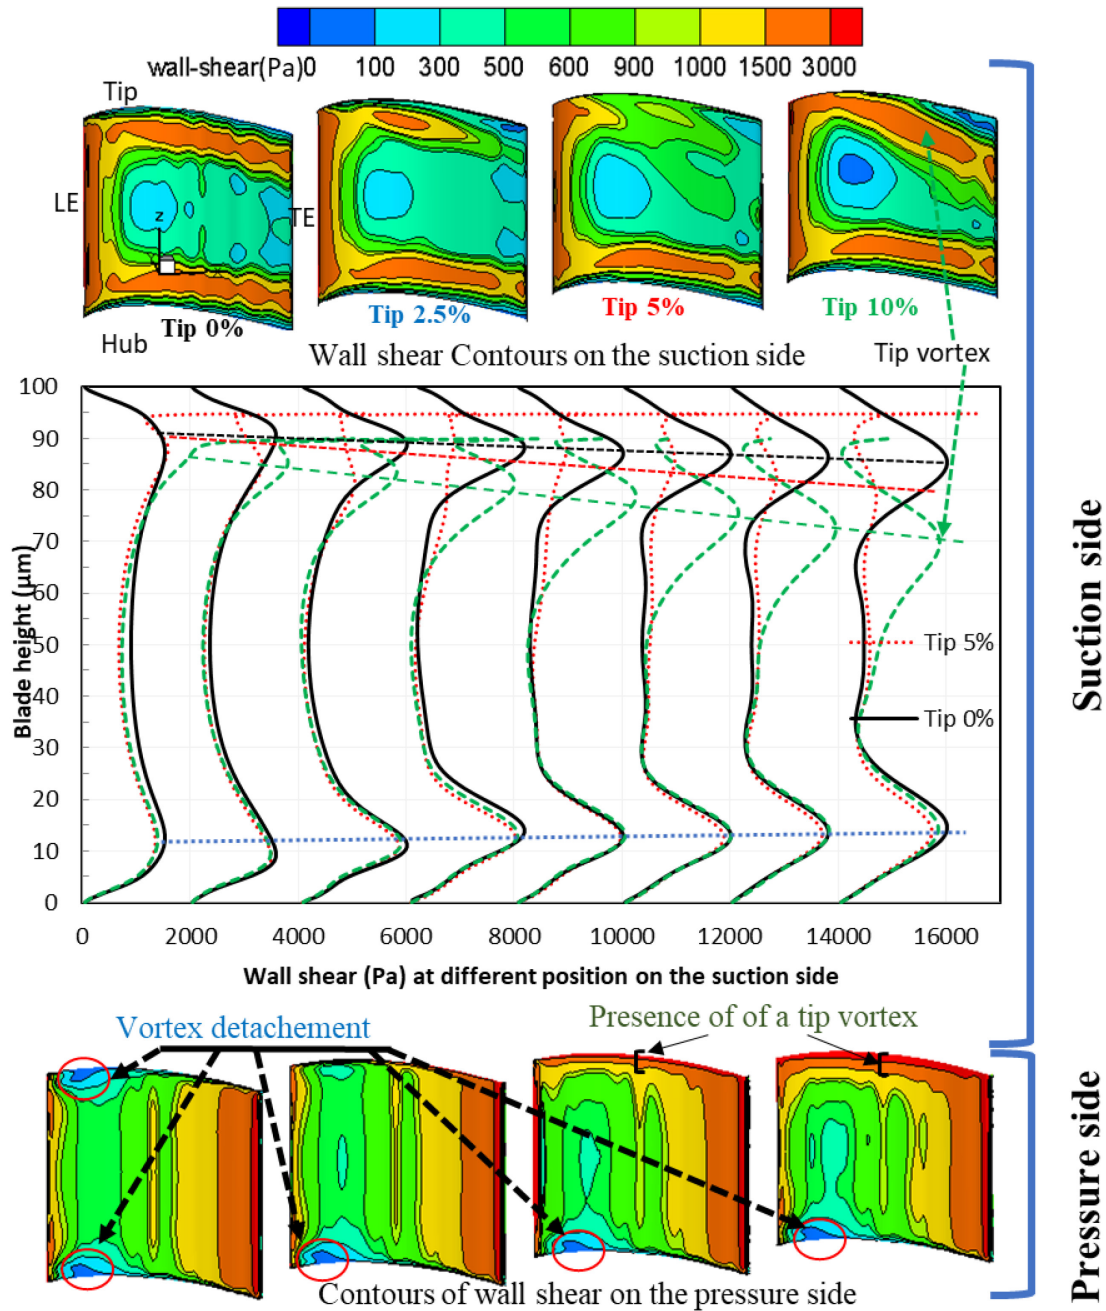 wall-shear(Pa) 0 100 300 500 600 900 1000 1500 3000
Tip
LE
TE
z
Hub
Tip 0%
Tip 2.5%
Tip 5%
Tip 10%
Wall shear Contours on the suction side
Tip vortex
Suction side
100
90
80
70
60
50
40
30
20
10
0
Blade height (µm)
Tip 5%
Tip 0%
0 2000 4000 6000 8000 10000 12000 14000 16000
Wall shear (Pa) at different position on the suction side
Vortex detachement
Presence of of a tip vortex
Pressure side
Contours of wall shear on the pressure side